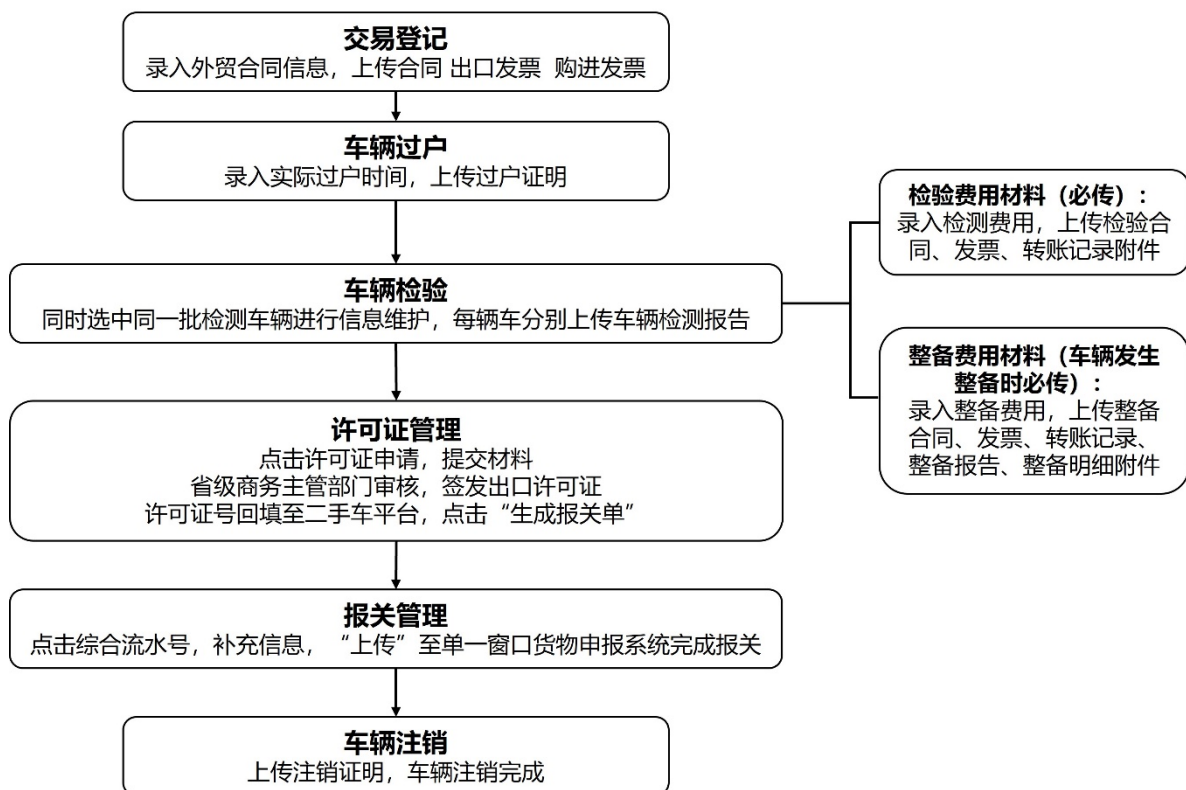 交易登记
录入外贸合同信息，上传合同 出口发票 购进发票
车辆过户
录入实际过户时间，上传过户证明
车辆检验
同时选中同一批检测车辆进行信息维护，每辆车分别上传车辆检测报告
检验费用材料（必传）：
录入检测费用，上传检验合
同、发票、转账记录附件
整备费用材料（车辆发生
整备时必传）：
录入整备费用，上传整备
合同、发票、转账记录、
整备报告、整备明细附件
许可证管理
点击许可证申请，提交材料
省级商务主管部门审核，签发出口许可证
许可证号回填至二手车平台，点击“生成报关单”
报关管理
点击综合流水号，补充信息，“上传”至单一窗口货物申报系统完成报关
车辆注销
上传注销证明，车辆注销完成